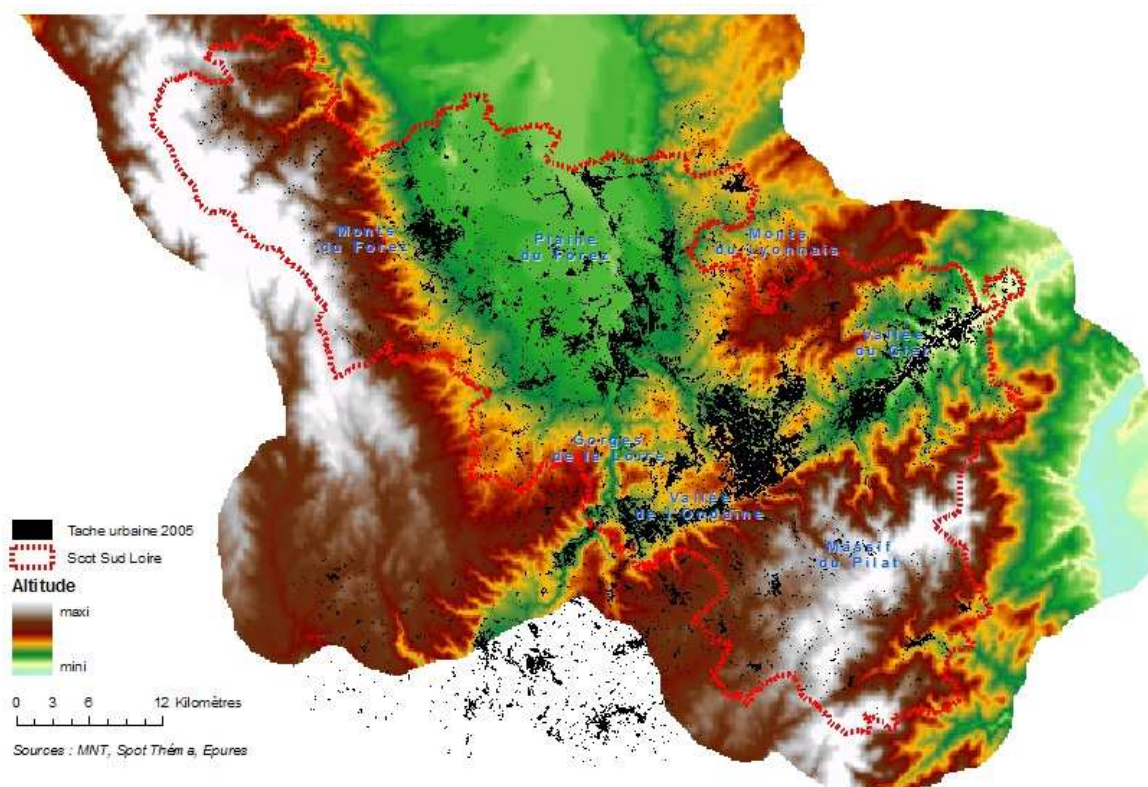 Monts
du Forez
Plaine
du Forez
Monts
du Lyonnais
Vallée
du Gier
Gorges
de la Loire
Vallée
de l'Ondaine
Massif
du Pilat
Tache urbaine 2005
Scot Sud Loire
Altitude
maxi
mini
0 3 6 12 Kilomètres
Sources : MNT, Spot Théma, Epures